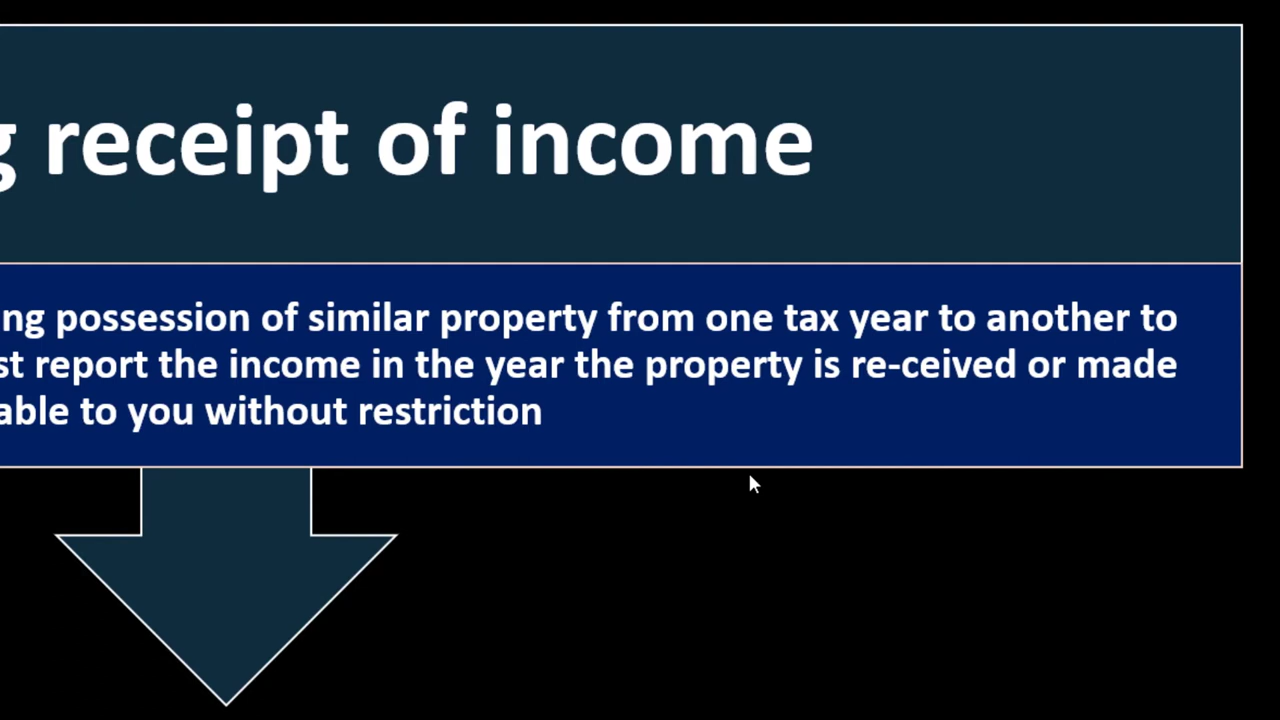 g receipt of income
ng possession of similar property from one tax year to another to
st report the income in the year the property is re-ceived or made
able to you without restriction